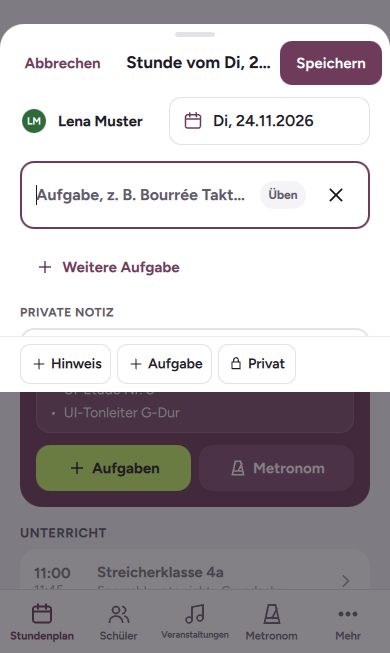 Abbrechen Stunde vom Di, 2... Speichern
LM Lena Muster Di, 24.11.2026
Aufgabe, z. B. Bourrée Takt... Üben
Weitere Aufgabe
PRIVATE NOTIZ
Hinweis Aufgabe Privat
• UI-Tonleiter G-Dur
Aufgaben Metronom
UNTERRICHT
11:00 Streicherklasse 4a
Stundenplan Schüler Veranstaltungen Metronom Mehr